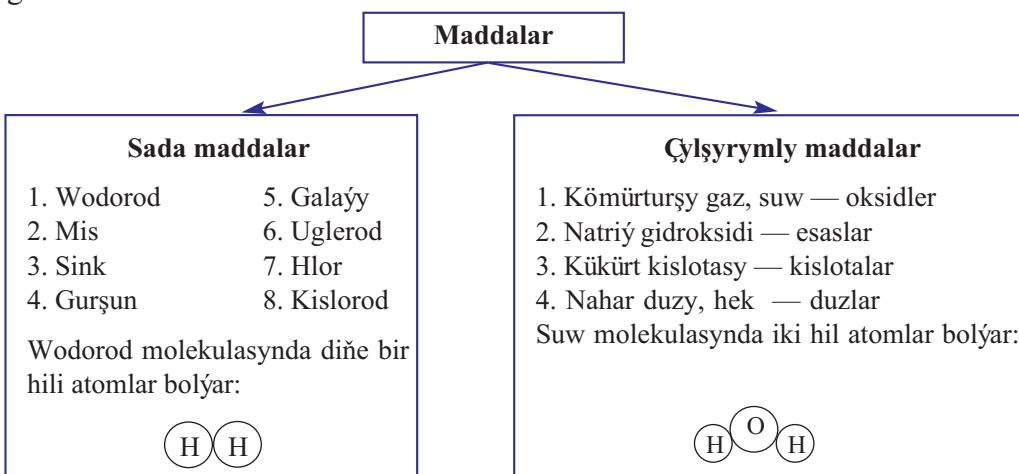 Maddalar
Sada maddalar
1. Wodorod
2. Mis
3. Sink
4. Gurşun
5. Galaýy
6. Uglerod
7. Hlor
8. Kislorod
Wodorod molekulasynda diňe bir
hili atomlar bolýar:
H H
Çylşyrymly maddalar
1. Kömürturşy gaz, suw — oksidler
2. Natriý gidroksidi — esaslar
3. Kükürt kislotasy — kislotalar
4. Nahar duzy, hek — duzlar
Suw molekulasynda iki hil atomlar bolýar:
H O H